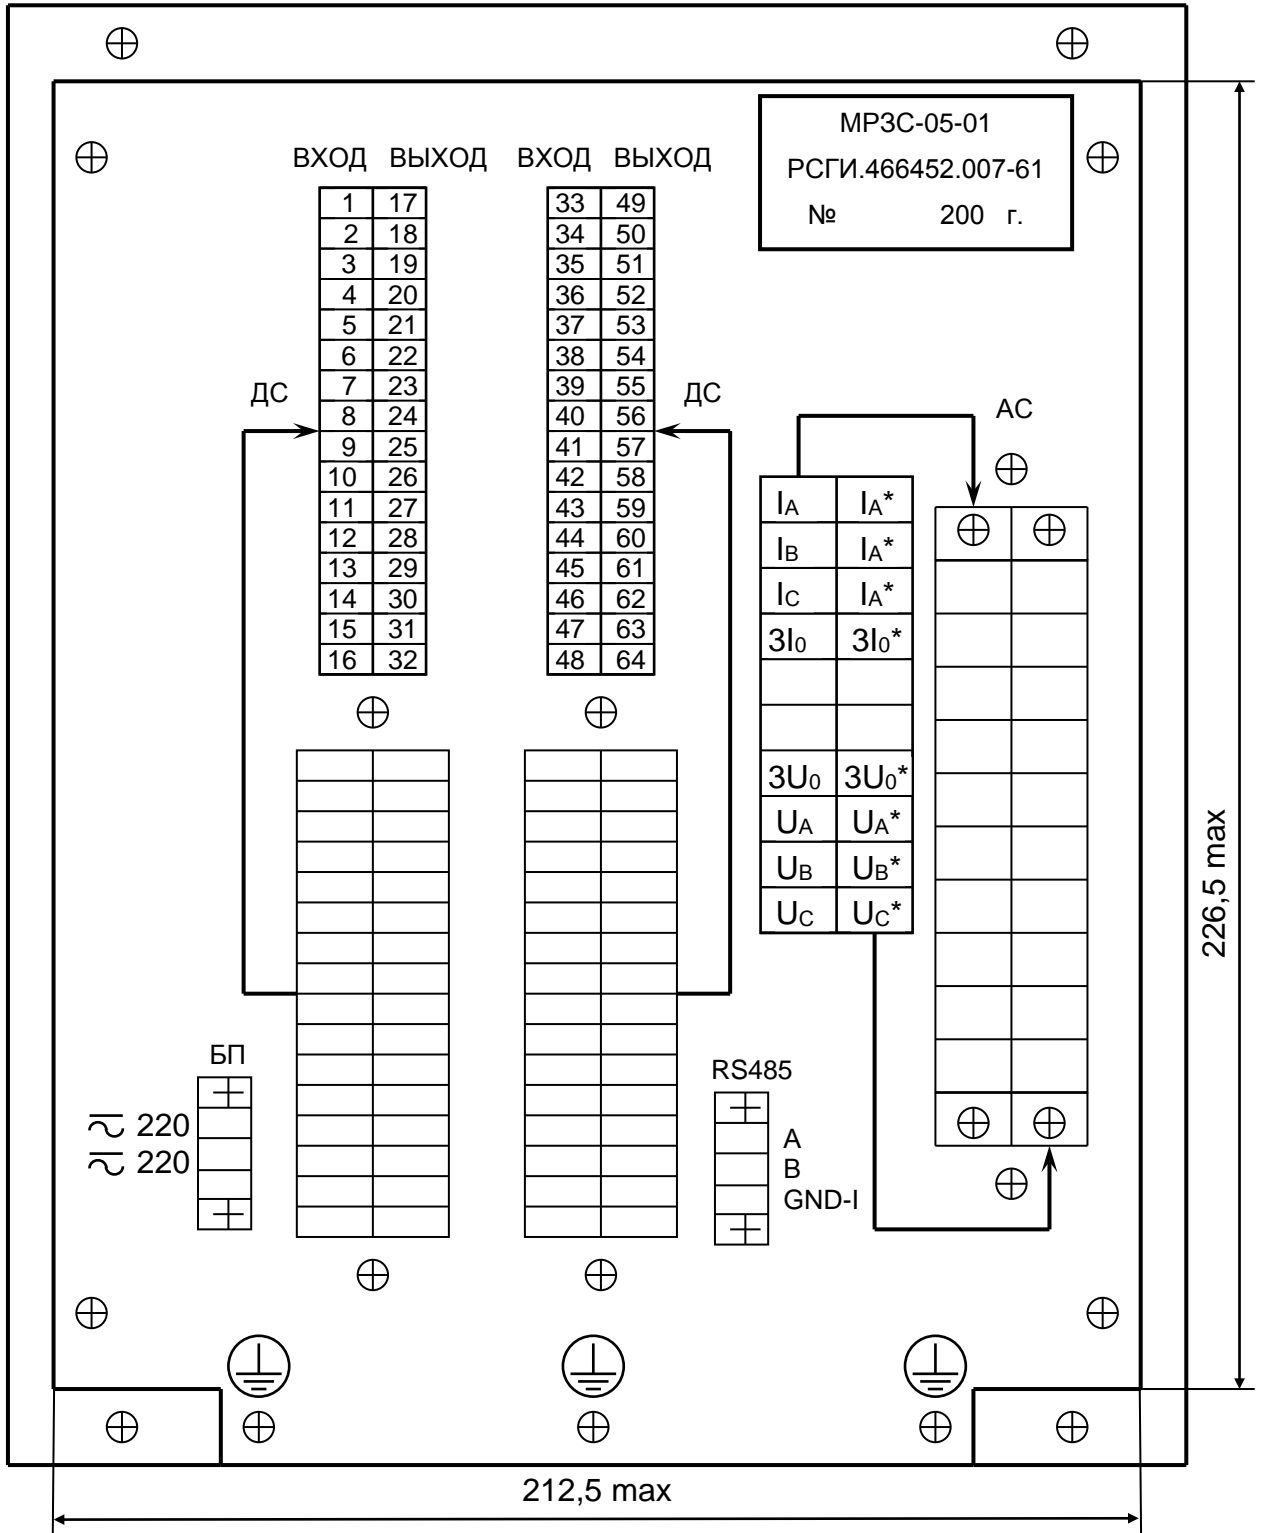 МРЗС-05-01
РСГИ.466452.007-61
№ 200 г.
ВХОД ВЫХОД ВХОД ВЫХОД
1 17 33 49
2 18 34 50
3 19 35 51
4 20 36 52
5 21 37 53
6 22 38 54
7 23 39 55
8 24 40 56
9 25 41 57
10 26 42 58
11 27 43 59
12 28 44 60
13 29 45 61
14 30 46 62
15 31 47 63
16 32 48 64
ДС
ДС
АС
IA IA*
IB IA*
IC IA*
3I0 3I0*
3U0 3U0*
UA UA*
UB UB*
UC UC*
226,5 max
БП
220
220
RS485
A
B
GND-I
212,5 max